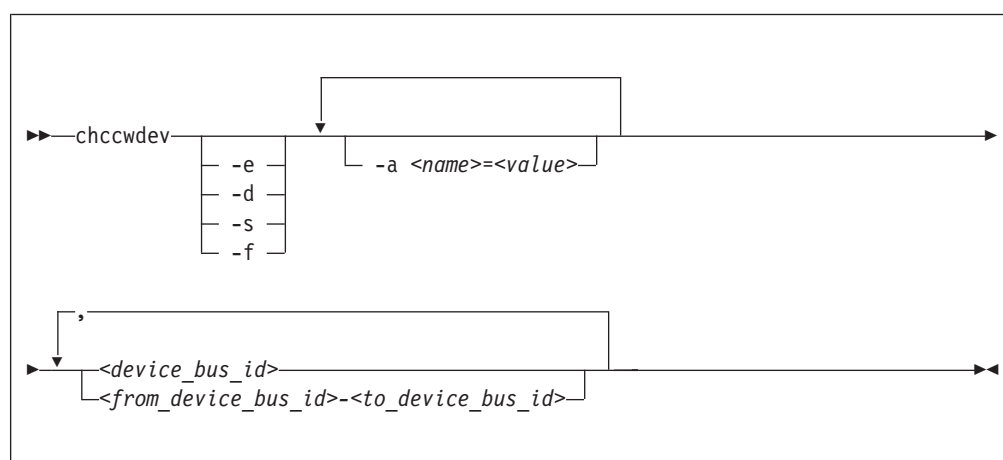 chccwdev
-e
-d
-s
-f
-a <name>=<value>
,
<device_bus_id>
<from_device_bus_id>-<to_device_bus_id>